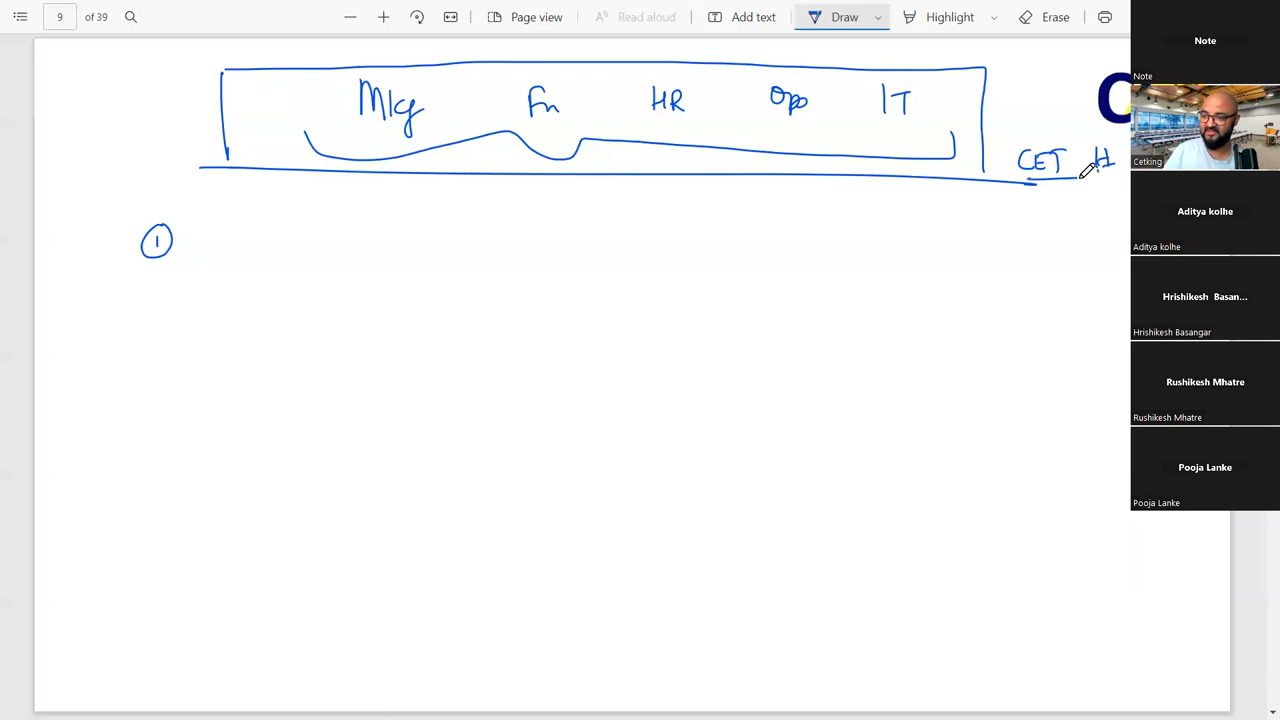 9 of 39 Page view Read aloud Add text Draw Highlight Erase
Note
Note
Mkg Fn HR Opo IT
CET H
Cetking
1
Aditya kolhe
Aditya kolhe
Hrishikesh Basan...
Hrishikesh Basangar
Rushikesh Mhatre
Rushikesh Mhatre
Pooja Lanke
Pooja Lanke